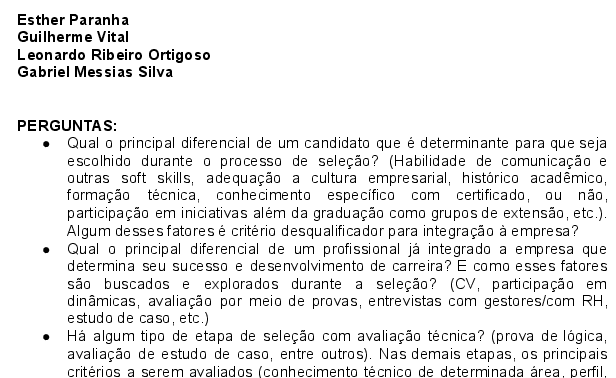 Esther Paranha
Guilherme Vital
Leonardo Ribeiro Ortigoso
Gabriel Messias Silva
PERGUNTAS:
● Qual o principal diferencial de um candidato que é determinante para que seja
escolhido durante o processo de seleção? (Habilidade de comunicação e
outras soft skills, adequação a cultura empresarial, histórico acadêmico,
formação técnica, conhecimento específico com certificado, ou não,
participação em iniciativas além da graduação como grupos de extensão, etc.).
Algum desses fatores é critério desqualificador para integração à empresa?
● Qual o principal diferencial de um profissional já integrado a empresa que
determina seu sucesso e desenvolvimento de carreira? E como esses fatores
são buscados e explorados durante a seleção? (CV, participação em
dinâmicas, avaliação por meio de provas, entrevistas com gestores/com RH,
estudo de caso, etc.)
● Há algum tipo de etapa de seleção com avaliação técnica? (prova de lógica,
avaliação de estudo de caso, entre outros). Nas demais etapas, os principais
critérios a serem avaliados (conhecimento técnico de determinada área, perfil,